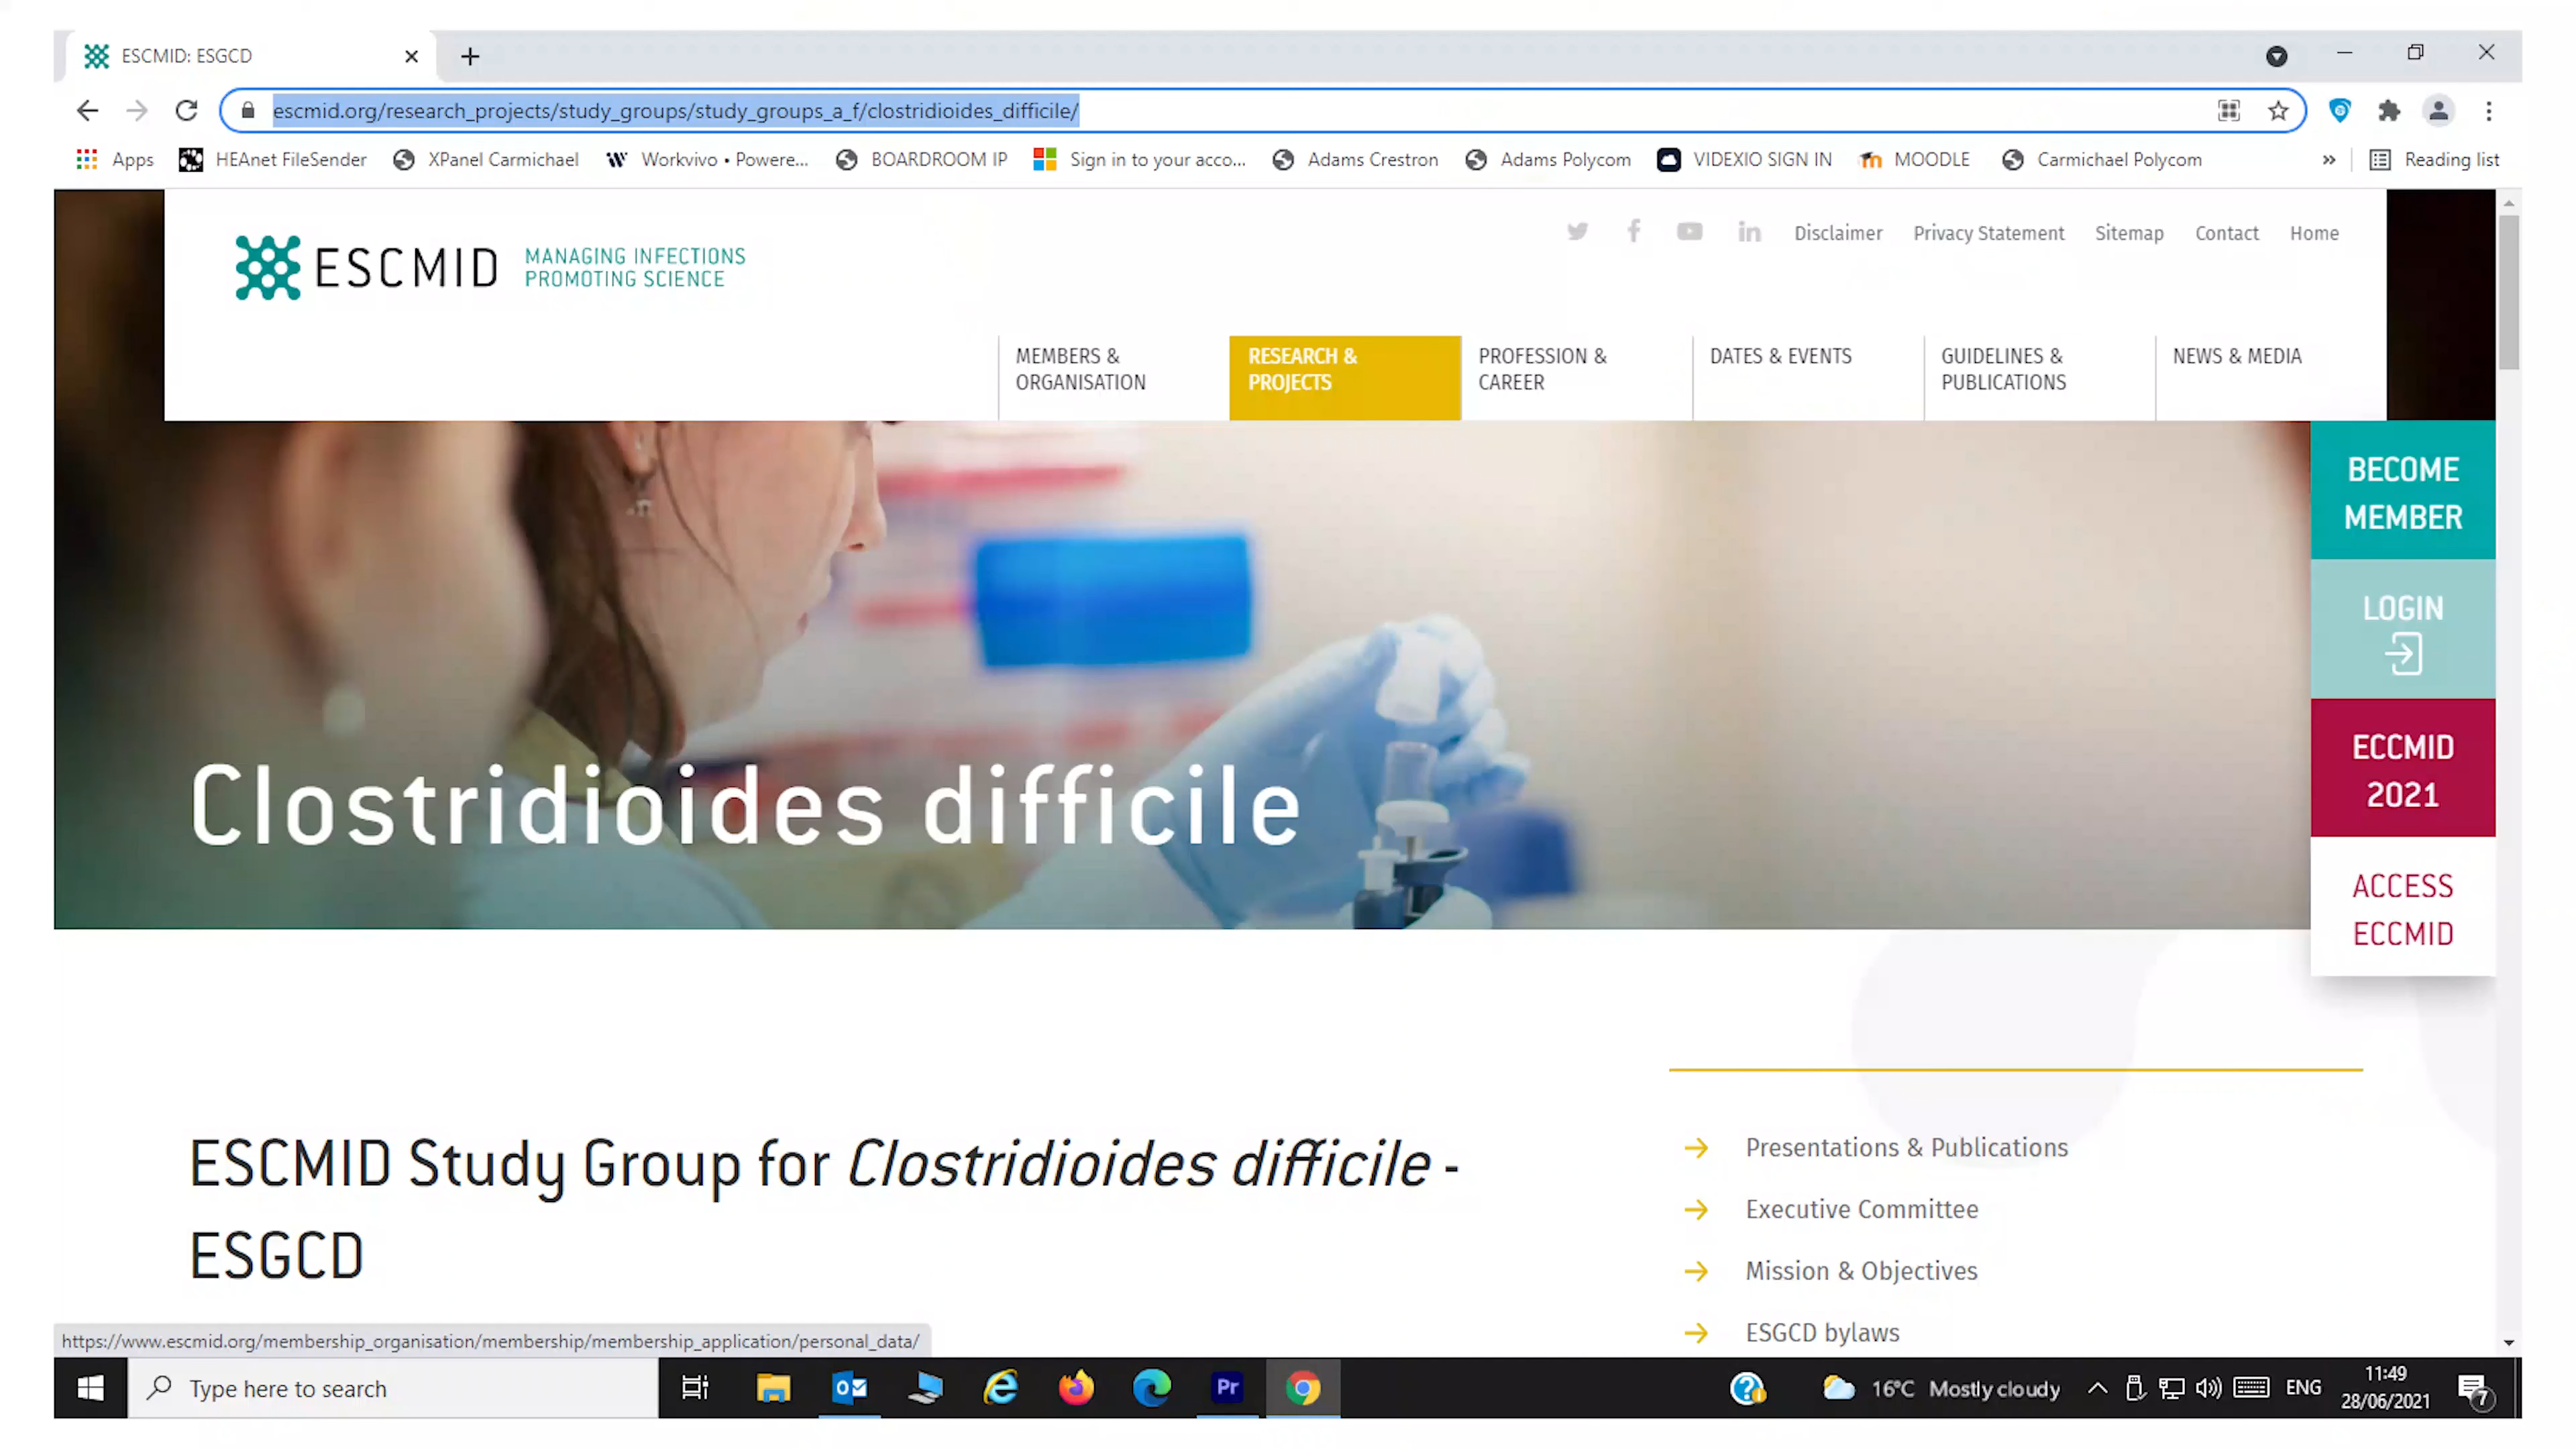 ESCMID: ESGCD
escmid.org/research_projects/study_groups/study_groups_a_f/clostridioides_difficile/
Apps HEAnet FileSender XPanel Carmichael Workvivo • Powere... BOARDROOM IP Sign in to your acco... Adams Crestron Adams Polycom VIDEXIO SIGN IN MOODLE Carmichael Polycom » Reading list
Disclaimer Privacy Statement Sitemap Contact Home
ESCMID
MANAGING INFECTIONS
PROMOTING SCIENCE
MEMBERS &
ORGANISATION
RESEARCH &
PROJECTS
PROFESSION &
CAREER
DATES & EVENTS
GUIDELINES &
PUBLICATIONS
NEWS & MEDIA
BECOME
MEMBER
LOGIN
ECCMID
2021
ACCESS
ECCMID
Clostridioides difficile
ESCMID Study Group for Clostridioides difficile -
ESGCD
Presentations & Publications
Executive Committee
Mission & Objectives
ESGCD bylaws
https://www.escmid.org/membership_organisation/membership/membership_application/personal_data/
Type here to search
Pr
16°C Mostly cloudy
ENG
11:49
28/06/2021
7